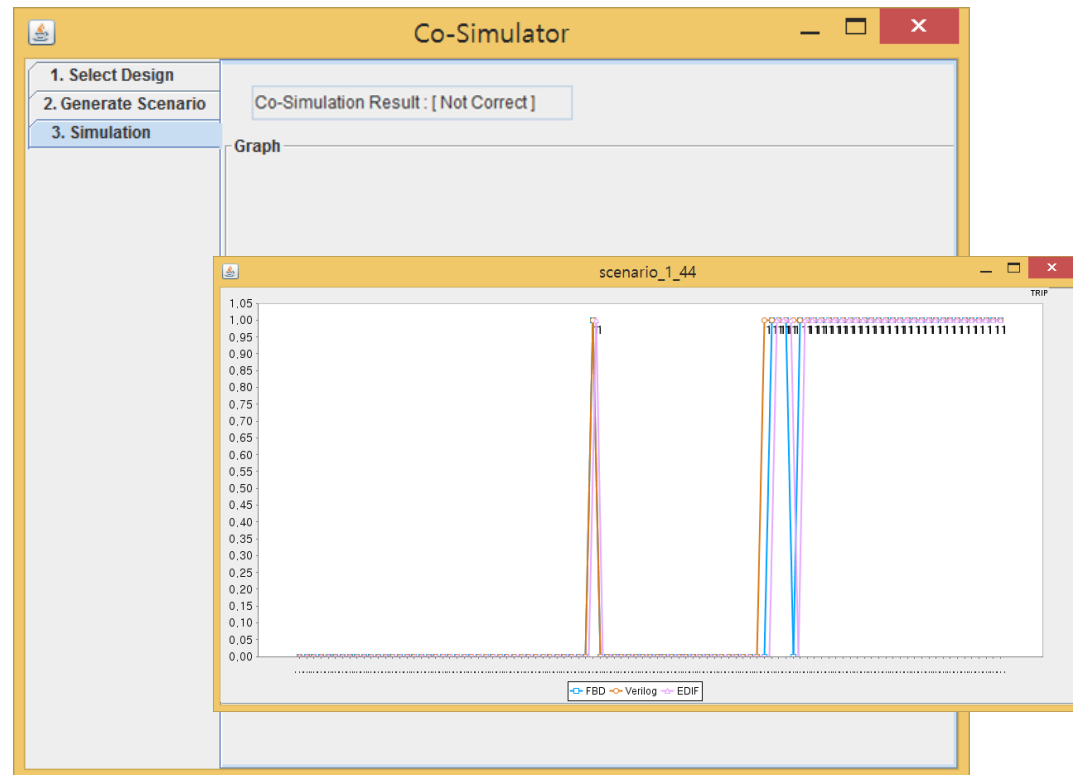 Co-Simulator
1. Select Design
2. Generate Scenario
3. Simulation
Co-Simulation Result : [ Not Correct ]
Graph
scenario_1_44
TRIP
1,05
1,00
0,95
0,90
0,85
0,80
0,75
0,70
0,65
0,60
0,55
0,50
0,45
0,40
0,35
0,30
0,25
0,20
0,15
0,10
0,05
0,00
1
FBD Verilog EDIF